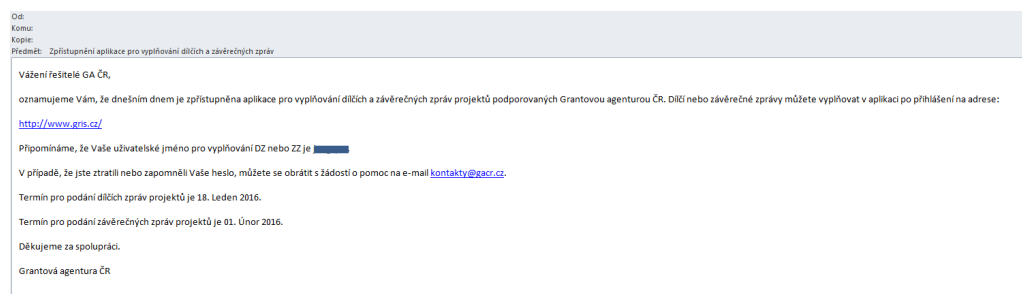 Od:
Komu:
Kopie:
Předmět: Zpřístupnění aplikace pro vyplňování dílčích a závěrečných zpráv
Vážení řešitelé GA ČR,
oznamujeme Vám, že dnešním dnem je zpřístupněna aplikace pro vyplňování dílčích a závěrečných zpráv projektů podporovaných Grantovou agenturou ČR. Dílčí nebo závěrečné zprávy můžete vyplňovat v aplikaci po přihlášení na adrese:
http://www.gris.cz/
Připomínáme, že Vaše uživatelské jméno pro vyplňování DZ nebo ZZ je
V případě, že jste ztratili nebo zapomněli Vaše heslo, můžete se obrátit s žádostí o pomoc na e-mail kontakty@gacr.cz.
Termín pro podání dílčích zpráv projektů je 18. Leden 2016.
Termín pro podání závěrečných zpráv projektů je 01. Únor 2016.
Děkujeme za spolupráci.
Grantová agentura ČR